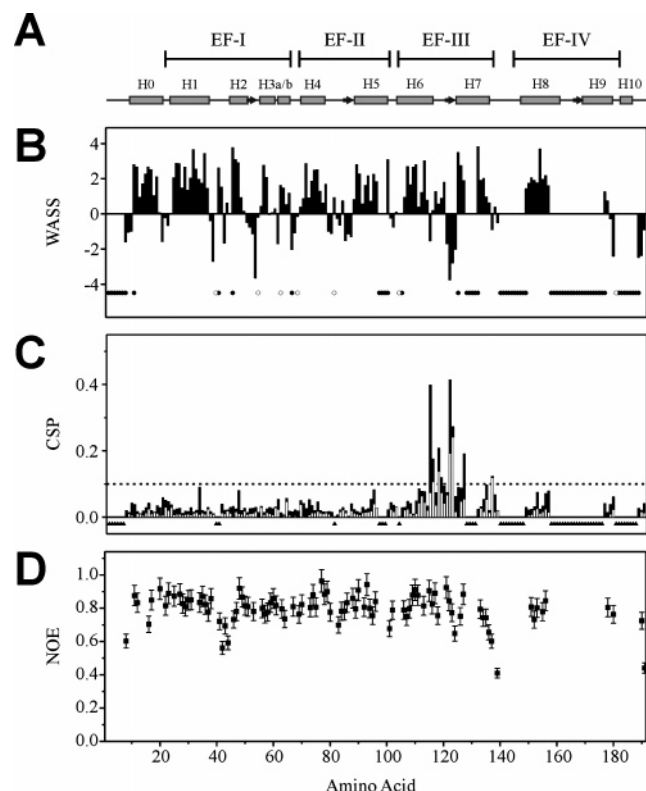 A
EF-I EF-II EF-III EF-IV
H0 H1 H2 H3a/b H4 H5 H6 H7 H8 H9 H10
B
WASS
4
2
0
-2
-4
C
CSP
0.4
0.2
0.0
D
NOE
1.0
0.8
0.6
0.4
0.2
0.0
20 40 60 80 100 120 140 160 180
Amino Acid